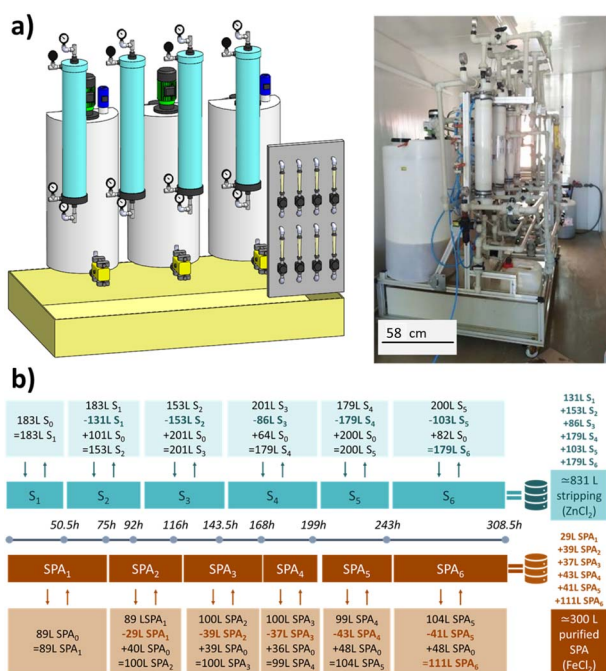 a)
58 cm
b)
183L S₀
=183L S₁
183L S₁
-131L S₁
+101L S₀
=153L S₂
153L S₂
-153L S₂
+201L S₀
=201L S₃
201L S₃
-86L S₃
+64L S₀
=179L S₄
179L S₄
-179L S₄
+200L S₀
=200L S₅
200L S₅
-103L S₅
+82L S₀
=179L S₆
131L S₁
+153L S₂
+86L S₃
+179L S₄
+103L S₅
+179L S₆
S₁
S₂
S₃
S₄
S₅
S₆
≃831 L
stripping
(ZnCl₂)
50.5h
75h
92h
116h
143.5h
168h
199h
243h
308.5h
SPA₁
SPA₂
SPA₃
SPA₄
SPA₅
SPA₆
29L SPA₁
+39L SPA₂
+37L SPA₃
+43L SPA₄
+41L SPA₅
+111L SPA₆
89L SPA₀
=89L SPA₁
89 LSPA₁
-29L SPA₁
+40L SPA₀
=100L SPA₂
100L SPA₂
-39L SPA₂
+39L SPA₀
=100L SPA₃
100L SPA₃
-37L SPA₃
+36L SPA₀
=99L SPA₄
99L SPA₄
-43L SPA₄
+48L SPA₀
=104L SPA₅
104L SPA₅
-41L SPA₅
+48L SPA₀
=111L SPA₆
≃300 L
purified
SPA
(FeCl₂)